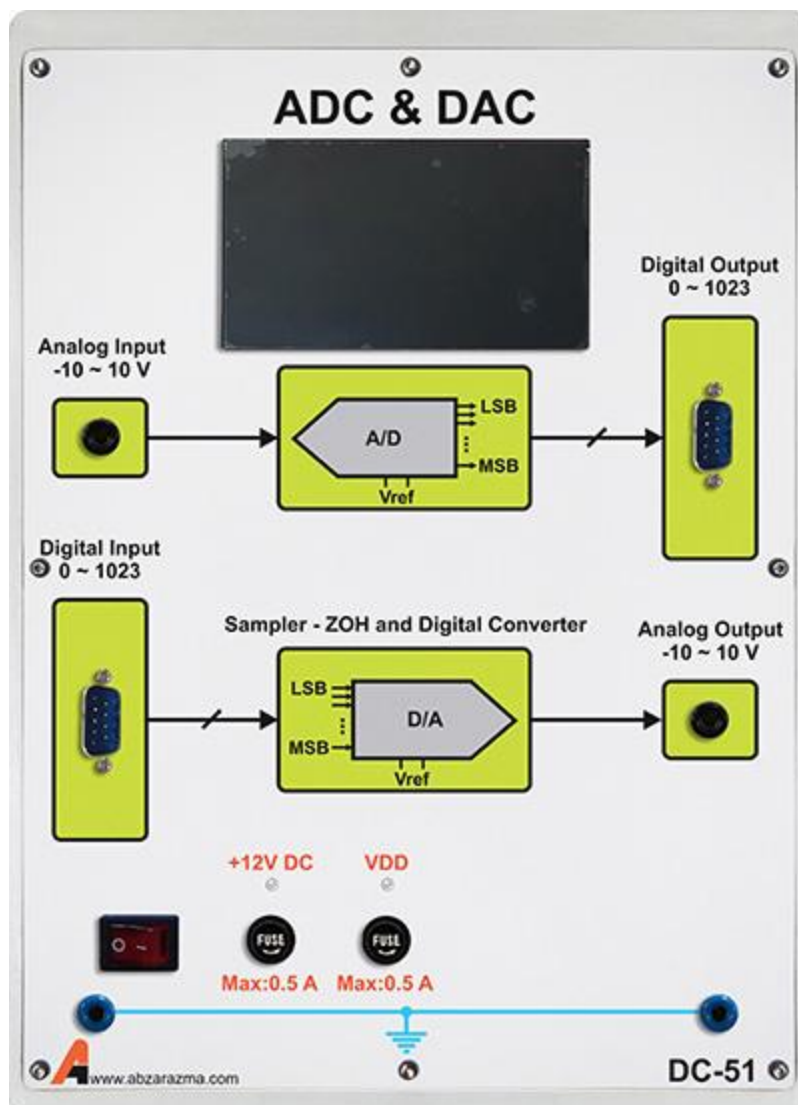 ADC & DAC
Digital Output
0 ~ 1023
Analog Input
-10 ~ 10 V
A/D
LSB
MSB
Vref
Digital Input
0 ~ 1023
Sampler - ZOH and Digital Converter
Analog Output
-10 ~ 10 V
LSB
MSB
D/A
Vref
+12V DC
VDD
FUSE
FUSE
Max:0.5 A
Max:0.5 A
www.abzarazma.com
DC-51